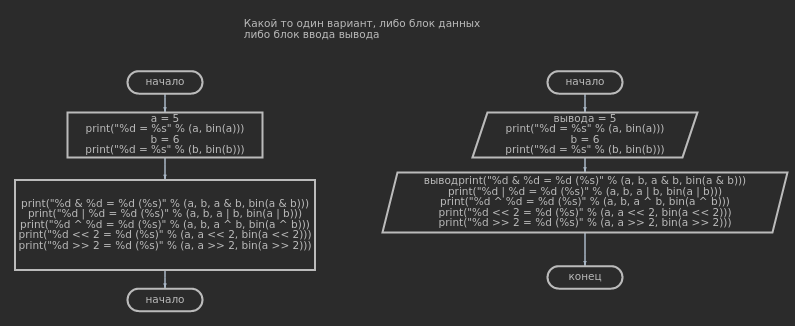 Какой то один вариант, либо блок данных
либо блок ввода вывода
начало
a = 5
print("%d = %s" % (a, bin(a)))
b = 6
print("%d = %s" % (b, bin(b)))
print("%d & %d = %d (%s)" % (a, b, a & b, bin(a & b)))
print("%d | %d = %d (%s)" % (a, b, a | b, bin(a | b)))
print("%d ^ %d = %d (%s)" % (a, b, a ^ b, bin(a ^ b)))
print("%d << 2 = %d (%s)" % (a, a << 2, bin(a << 2)))
print("%d >> 2 = %d (%s)" % (a, a >> 2, bin(a >> 2)))
начало
начало
выводa = 5
print("%d = %s" % (a, bin(a)))
b = 6
print("%d = %s" % (b, bin(b)))
выводprint("%d & %d = %d (%s)" % (a, b, a & b, bin(a & b)))
print("%d | %d = %d (%s)" % (a, b, a | b, bin(a | b)))
print("%d ^ %d = %d (%s)" % (a, b, a ^ b, bin(a ^ b)))
print("%d << 2 = %d (%s)" % (a, a << 2, bin(a << 2)))
print("%d >> 2 = %d (%s)" % (a, a >> 2, bin(a >> 2)))
конец